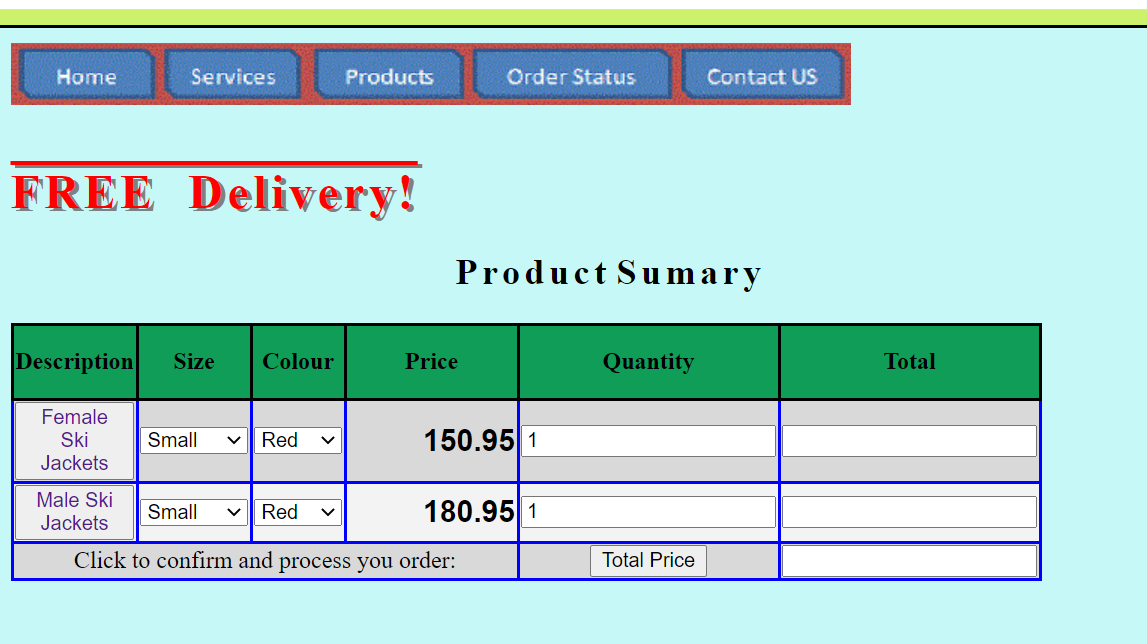 Home Services Products Order Status Contact US
FREE Delivery!
Product Sumary
Description Size Colour Price Quantity Total
Female
Ski
Jackets
Small Red 150.95 1
Male Ski
Jackets
Small Red 180.95 1
Click to confirm and process you order: Total Price